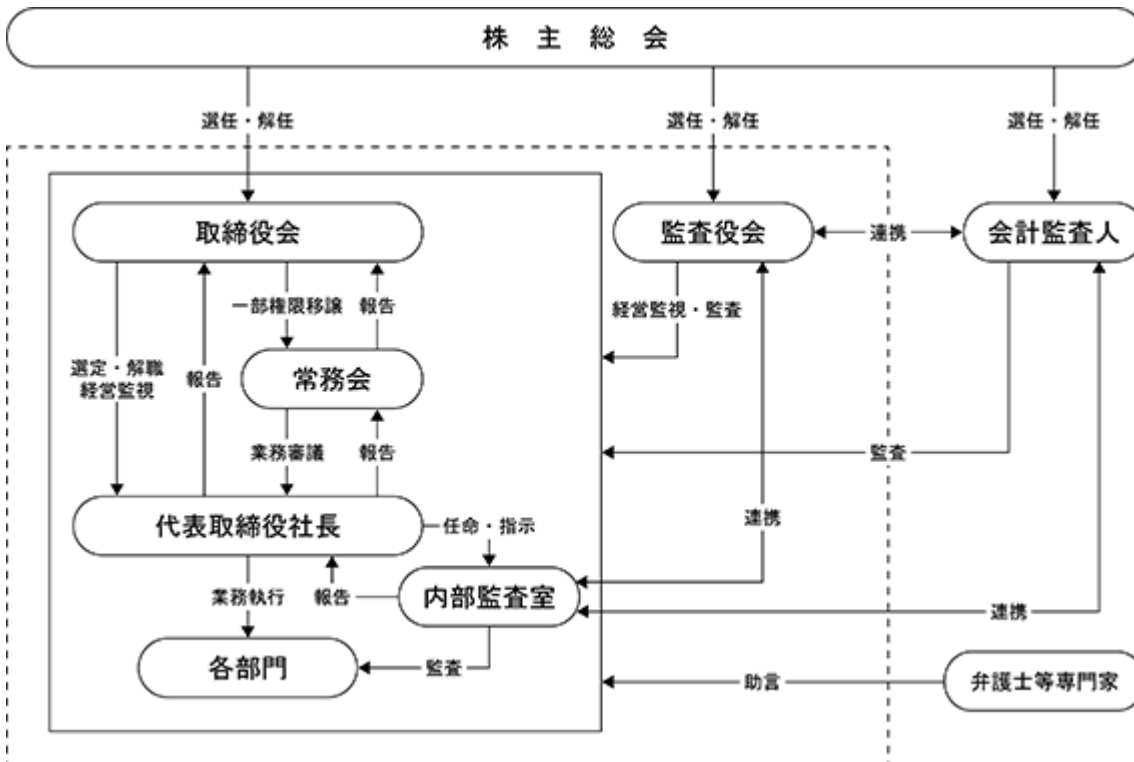 株主総会
選任・解任
選任・解任
選任・解任
取締役会
監査役会
連携
会計監査人
一部権限移譲
報告
経営監視・監査
選定・解職
経営監視
報告
常務会
業務審議
報告
監査
代表取締役社長
任命・指示
連携
業務執行
報告
内部監査室
連携
各部門
監査
助言
弁護士等専門家